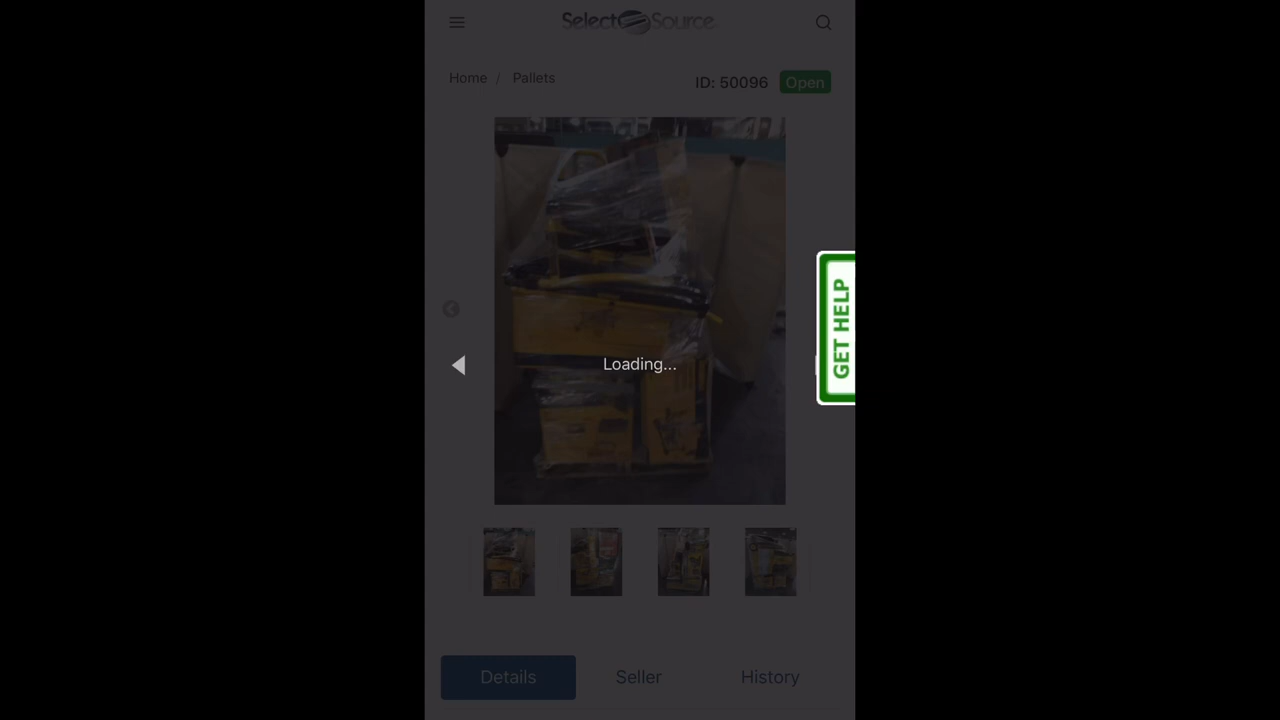 SelectSource
Home / Pallets
ID: 50096 Open
GET HELP
Loading...
Details
Seller
History